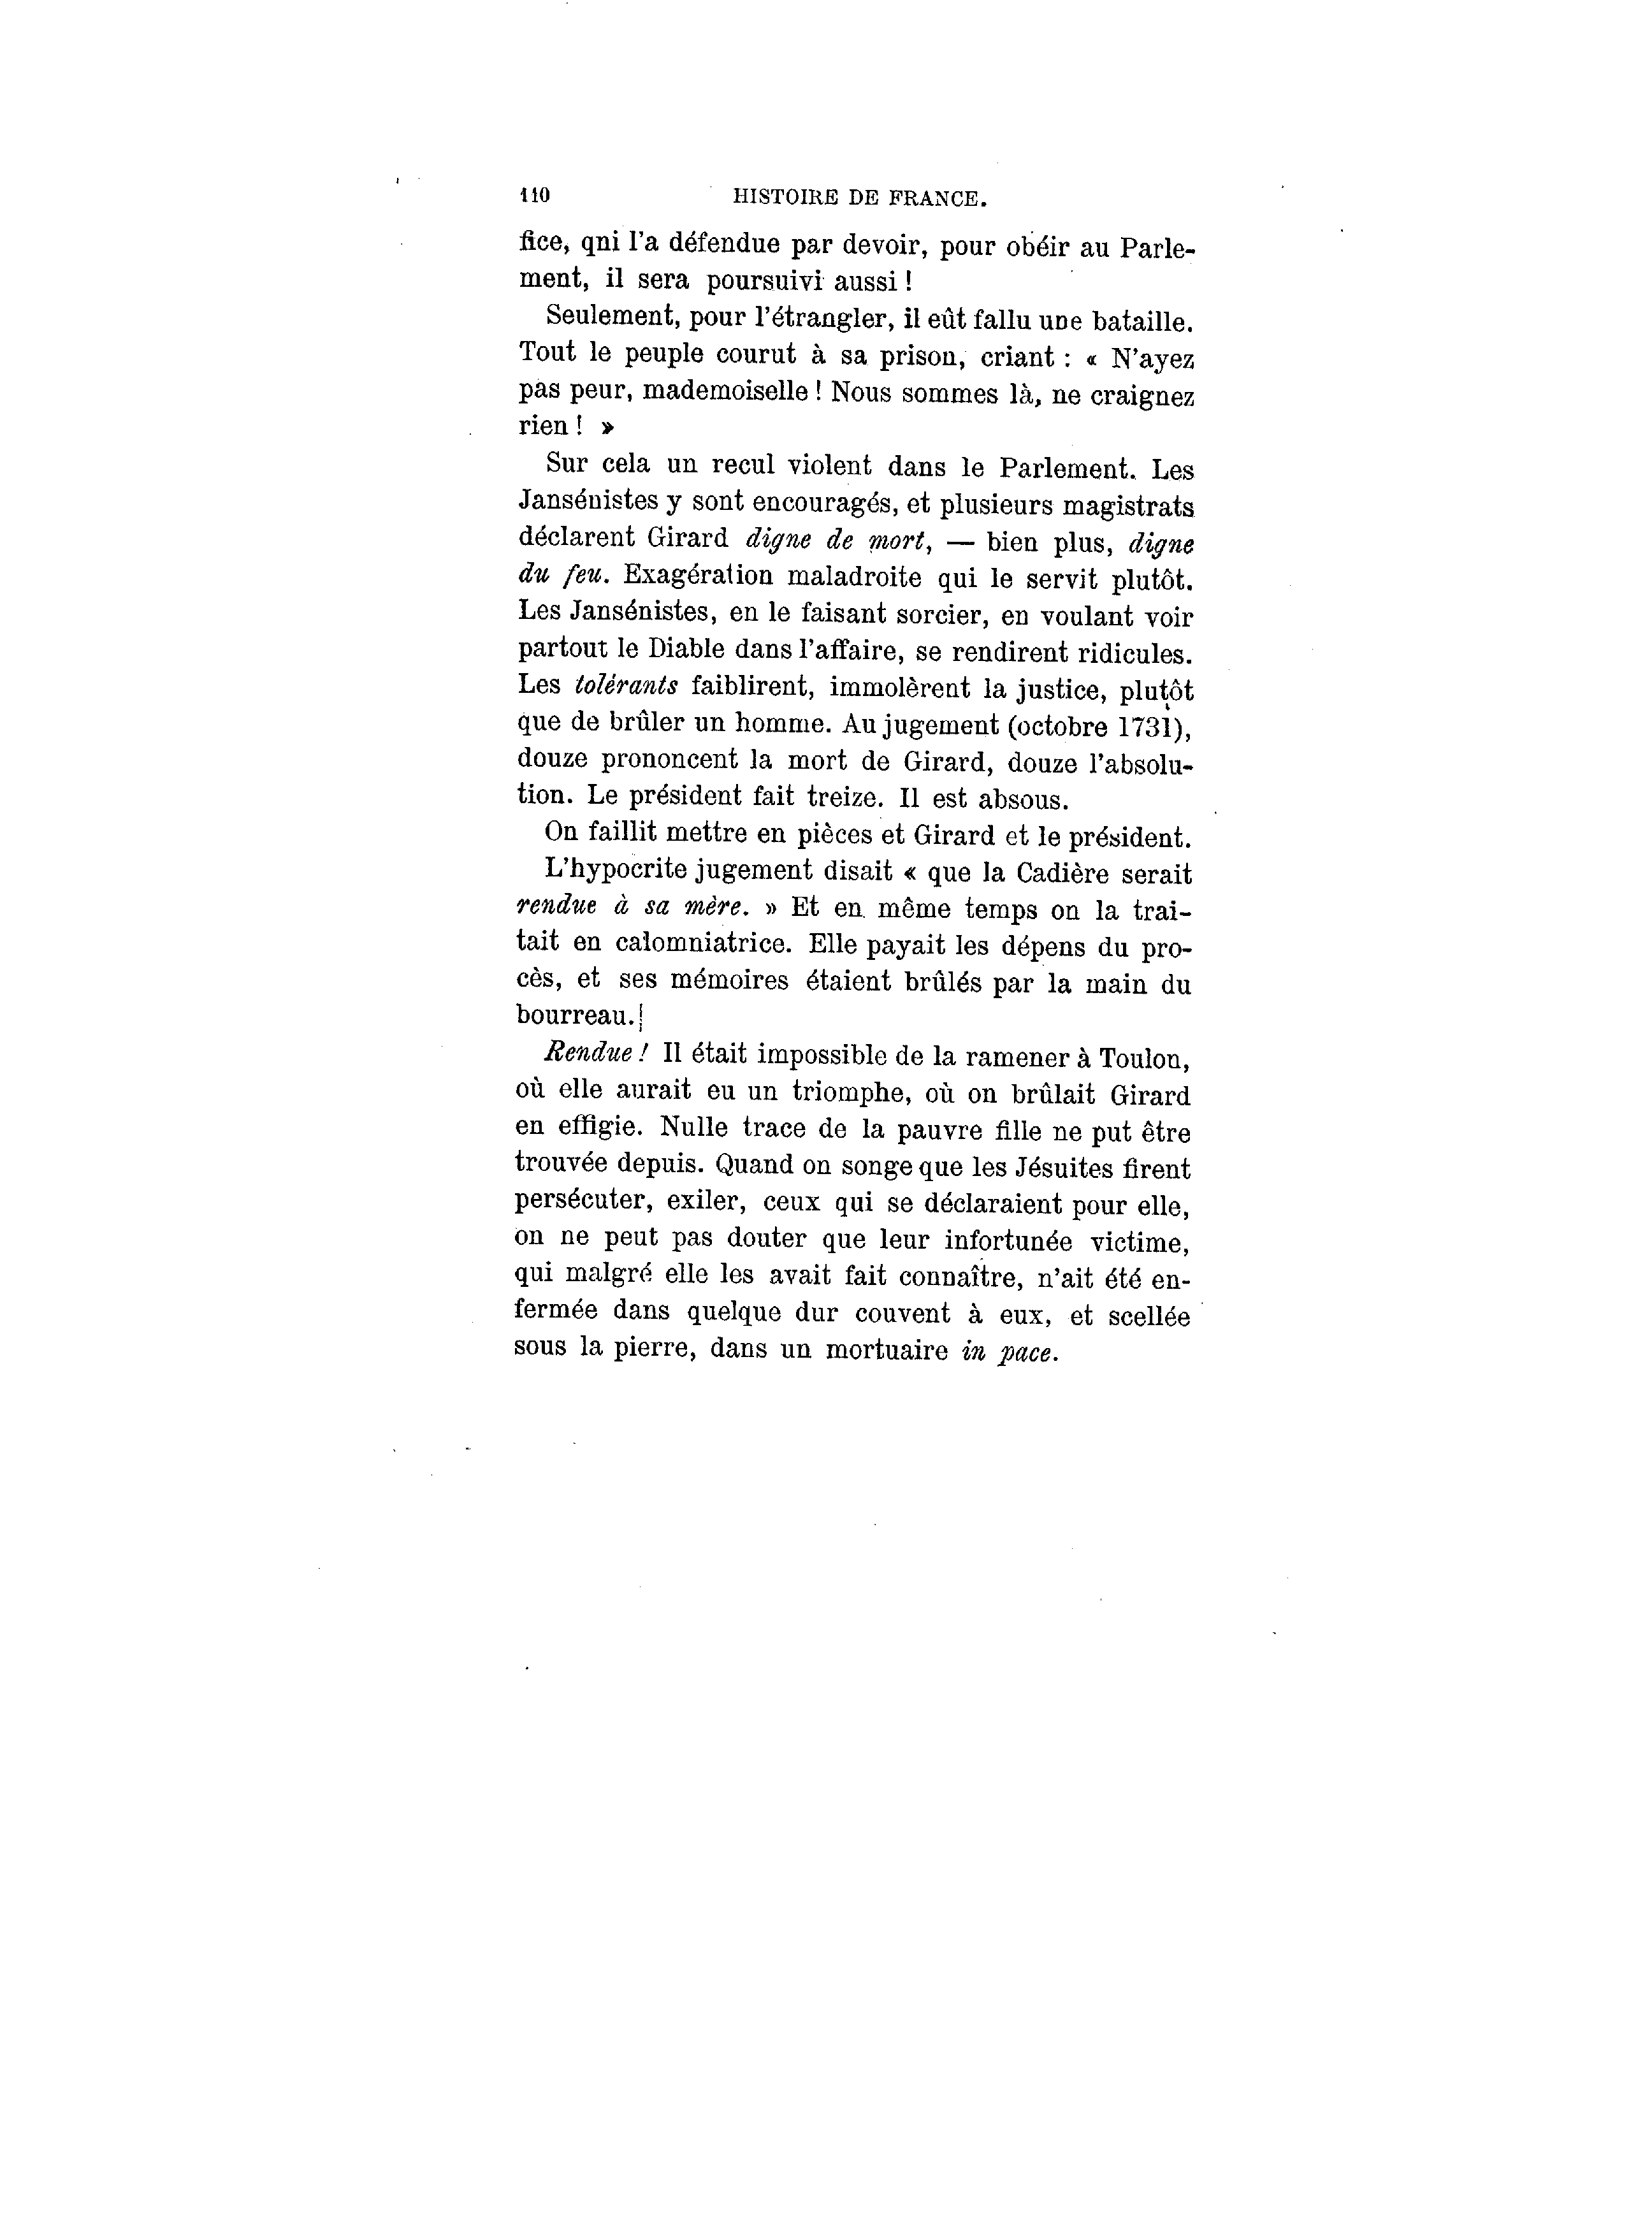 110 HISTOIRE DE FRANCE.
fice, qni l'a défendue par devoir, pour obéir au Parle-
ment, il sera poursuivi aussi !
Seulement, pour l'étrangler, il eût fallu une bataille.
Tout le peuple courut à sa prison, criant : « N'ayez
pas peur, mademoiselle ! Nous sommes là, ne craignez
rien ! »
Sur cela un recul violent dans le Parlement. Les
Jansénistes y sont encouragés, et plusieurs magistrats
déclarent Girard digne de mort, — bien plus, digne
du feu. Exagération maladroite qui le servit plutôt.
Les Jansénistes, en le faisant sorcier, en voulant voir
partout le Diable dans l'affaire, se rendirent ridicules.
Les tolérants faiblirent, immolèrent la justice, plutôt
que de brûler un homme. Au jugement (octobre 1731),
douze prononcent la mort de Girard, douze l'absolu-
tion. Le président fait treize. Il est absous.
On faillit mettre en pièces et Girard et le président.
L'hypocrite jugement disait « que la Cadière serait
rendue à sa mère. » Et en même temps on la trai-
tait en calomniatrice. Elle payait les dépens du pro-
cès, et ses mémoires étaient brûlés par la main du
bourreau.
Rendue ! Il était impossible de la ramener à Toulon,
où elle aurait eu un triomphe, où on brûlait Girard
en effigie. Nulle trace de la pauvre fille ne put être
trouvée depuis. Quand on songe que les Jésuites firent
persécuter, exiler, ceux qui se déclaraient pour elle,
on ne peut pas douter que leur infortunée victime,
qui malgré elle les avait fait connaître, n'ait été en-
fermée dans quelque dur couvent à eux, et scellée
sous la pierre, dans un mortuaire in pace.